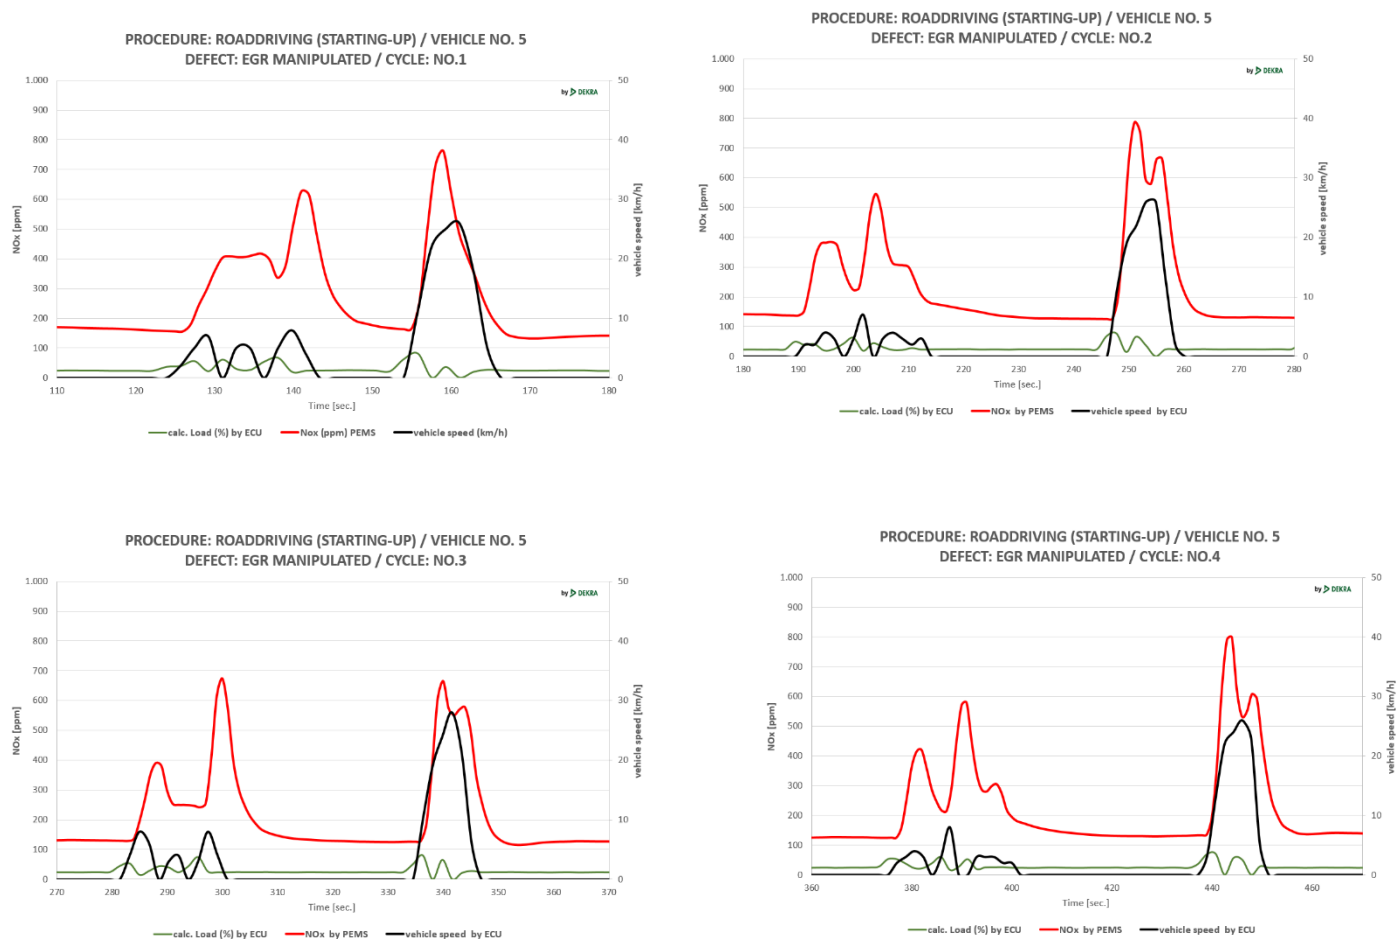 PROCEDURE: ROADDRIVING (STARTING-UP) / VEHICLE NO. 5
DEFECT: EGR MANIPULATED / CYCLE: NO.1
by DEKRA
1.000
900
800
700
600
500
400
300
200
100
0
NOx [ppm]
50
40
30
20
10
0
vehicle speed [km/h]
110 120 130 140 150 160 170 180
Time [sec.]
calc. Load (%) by ECU Nox (ppm) PEMS vehicle speed (km/h)
PROCEDURE: ROADDRIVING (STARTING-UP) / VEHICLE NO. 5
DEFECT: EGR MANIPULATED / CYCLE: NO.2
by DEKRA
1.000
900
800
700
600
500
400
300
200
100
0
NOx [ppm]
50
40
30
20
10
0
vehicle speed [km/h]
180 190 200 210 220 230 240 250 260 270 280
Time [sec.]
calc. Load (%) by ECU NOx by PEMS vehicle speed by ECU
PROCEDURE: ROADDRIVING (STARTING-UP) / VEHICLE NO. 5
DEFECT: EGR MANIPULATED / CYCLE: NO.3
by DEKRA
1.000
900
800
700
600
500
400
300
200
100
0
NOx [ppm]
50
40
30
20
10
0
vehicle speed [km/h]
270 280 290 300 310 320 330 340 350 360 370
Time [sec.]
calc. Load (%) by ECU NOx by PEMS vehicle speed by ECU
PROCEDURE: ROADDRIVING (STARTING-UP) / VEHICLE NO. 5
DEFECT: EGR MANIPULATED / CYCLE: NO.4
by DEKRA
1.000
900
800
700
600
500
400
300
200
100
0
NOx [ppm]
50
40
30
20
10
0
vehicle speed [km/h]
360 380 400 420 440 460
Time [sec.]
calc. Load (%) by ECU NOx by PEMS vehicle speed by ECU